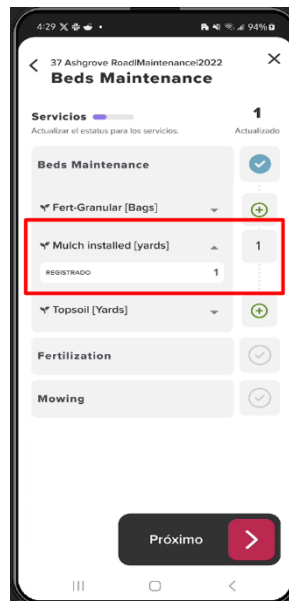 4:29
94%
37 Ashgrove Road|Maintenance|2022
Beds Maintenance
Servicios
1
Actualizar el estatus para los servicios.
Actualizado
Beds Maintenance
Fert-Granular [Bags]
Mulch installed [yards]
1
REGISTRADO
1
Topsoil [Yards]
Fertilization
Mowing
Próximo